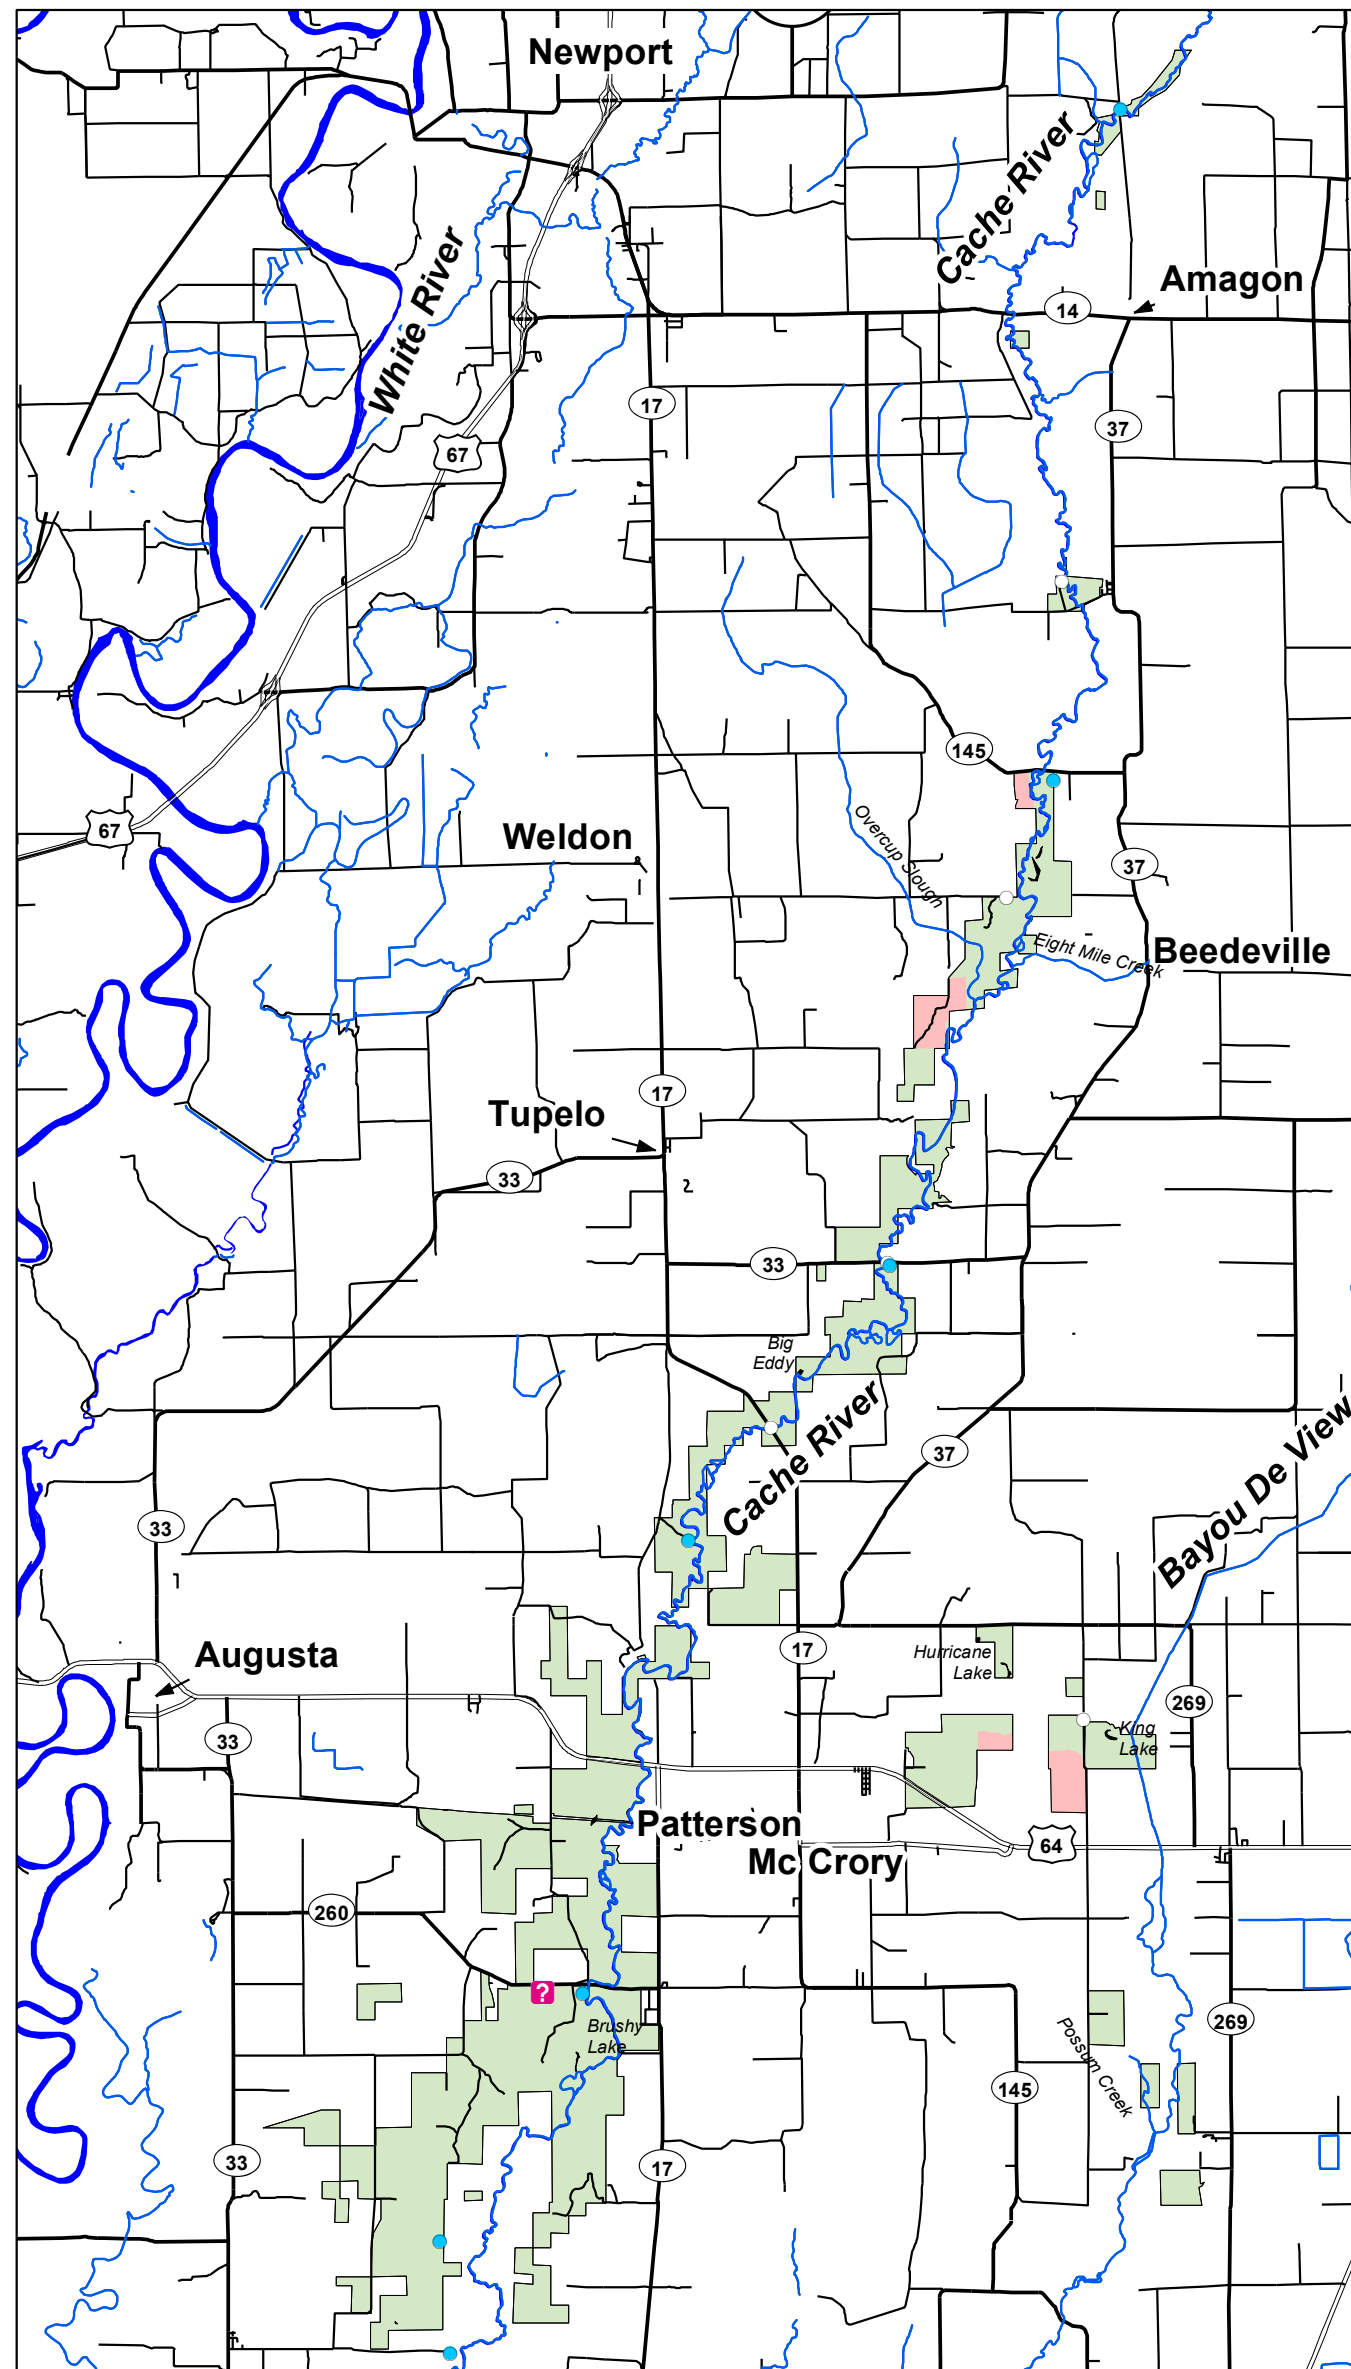 Newport
Cache River
White River
Amagon
14
17
37
67
145
67
Weldon
Overcup Slough
37
Eight Mile Creek
Beedeville
17
Tupelo
33
33
Big
Eddy
Cache River
37
Bayou De View
33
Augusta
17
Hurricane
Lake
269
33
King
Lake
Patterson
64
Mc Crory
260
?
Brushy
Lake
269
Possum Creek
145
33
17